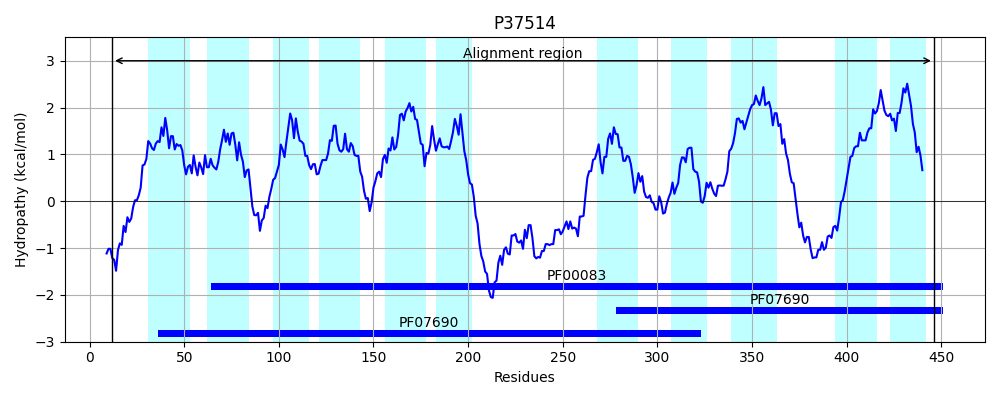 P37514
Alignment region
3
2
1
0
−1
−2
−3
Hydropathy (kcal/mol)
PF00083
PF07690
PF07690
0 50 100 150 200 250 300 350 400 450
Residues